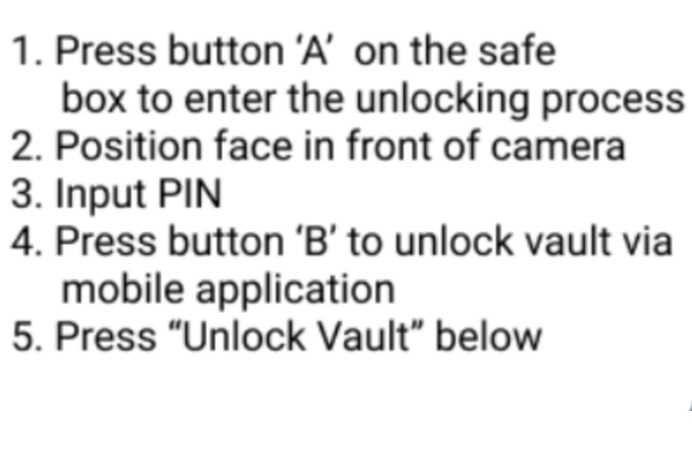 1. Press button ‘A’ on the safe
box to enter the unlocking process
2. Position face in front of camera
3. Input PIN
4. Press button ‘B’ to unlock vault via
mobile application
5. Press “Unlock Vault” below